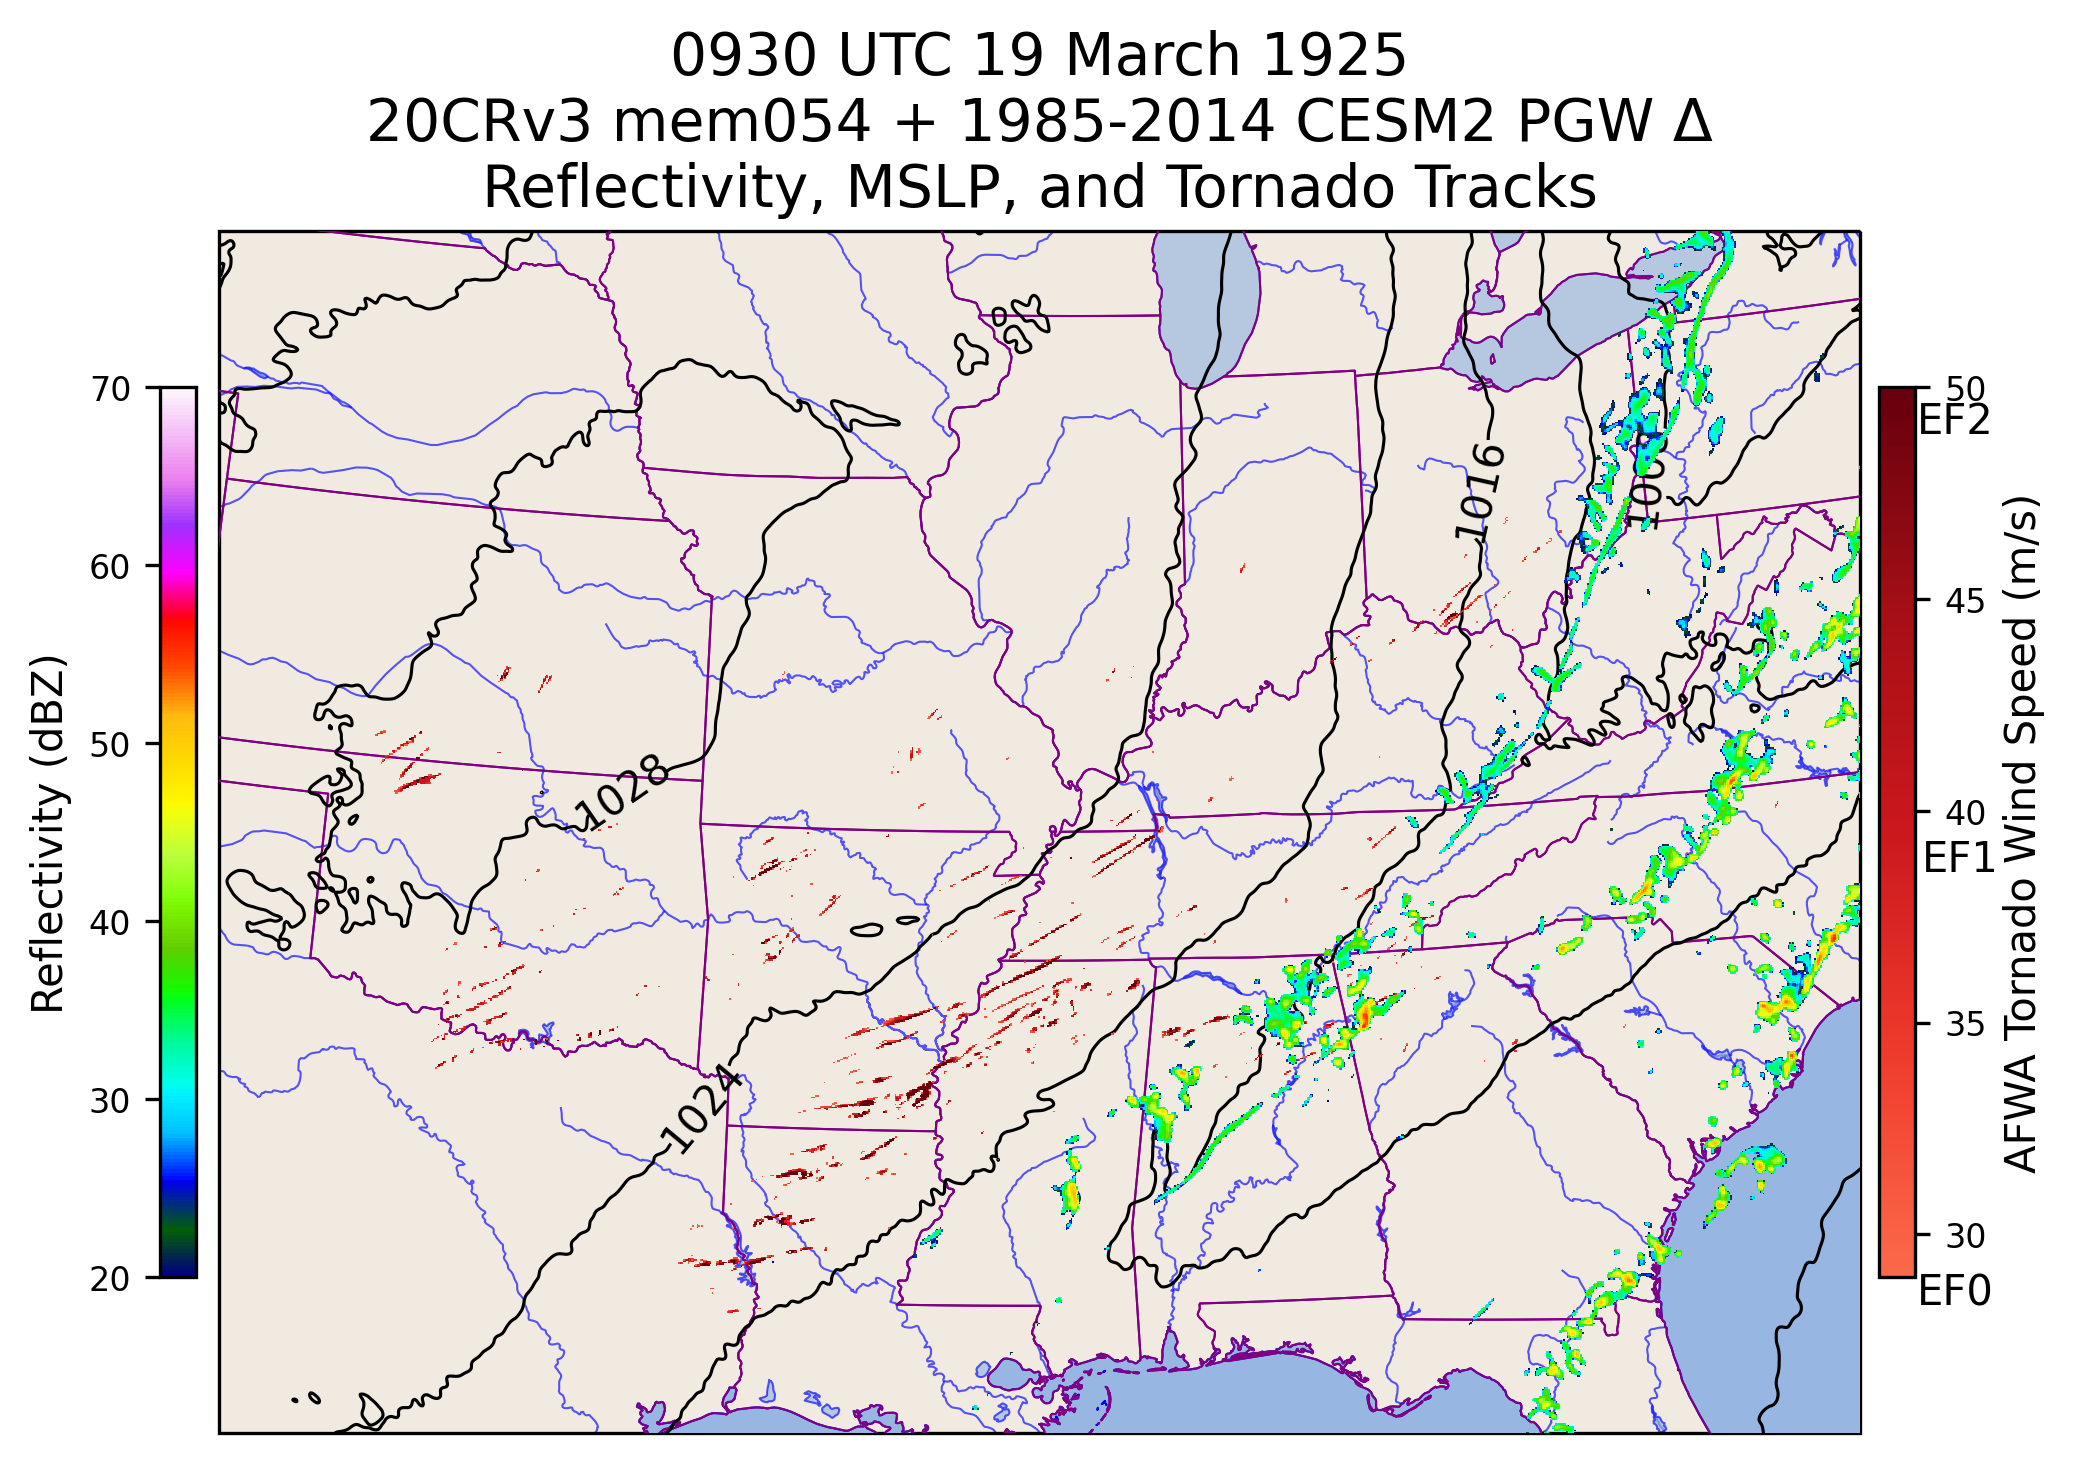 0930 UTC 19 March 1925
20CRv3 mem054 + 1985-2014 CESM2 PGW Δ
Reflectivity, MSLP, and Tornado Tracks
Reflectivity (dBZ)
70
60
50
40
30
20
1016
1028
1024
50
EF2
45
40
EF1
35
30
EF0
AFWA Tornado Wind Speed (m/s)